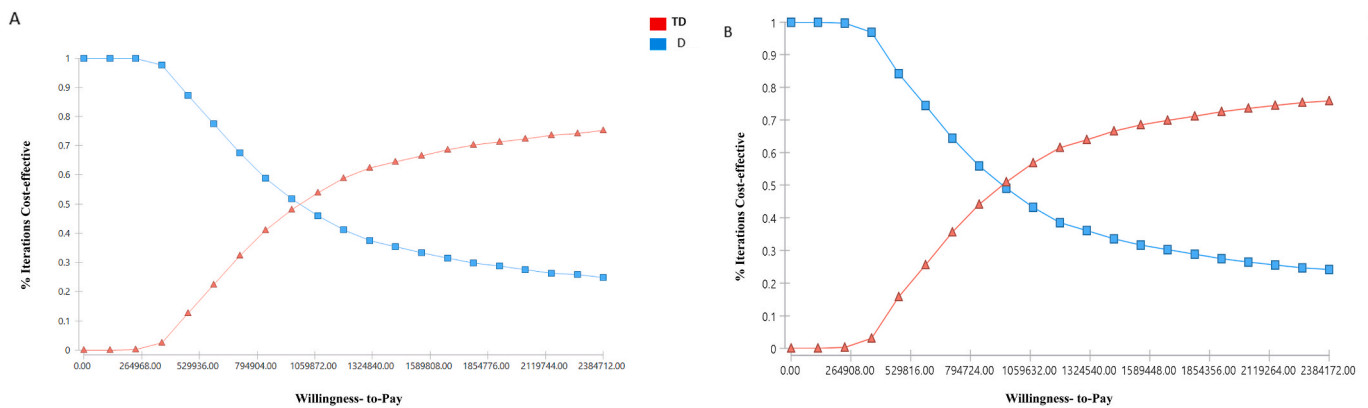 A
TD
D
B
1
0.9
0.8
0.7
0.6
0.5
0.4
0.3
0.2
0.1
0
% Iterations Cost-effective
0.00 264968.00 529936.00 794904.00 1059872.00 1324840.00 1589808.00 1854776.00 2119744.00 2384712.00
Willingness- to-Pay
1
0.9
0.8
0.7
0.6
0.5
0.4
0.3
0.2
0.1
0
% Iterations Cost-effective
0.00 264908.00 529816.00 794724.00 1059632.00 1324540.00 1589448.00 1854356.00 2119264.00 2384172.00
Willingness- to-Pay